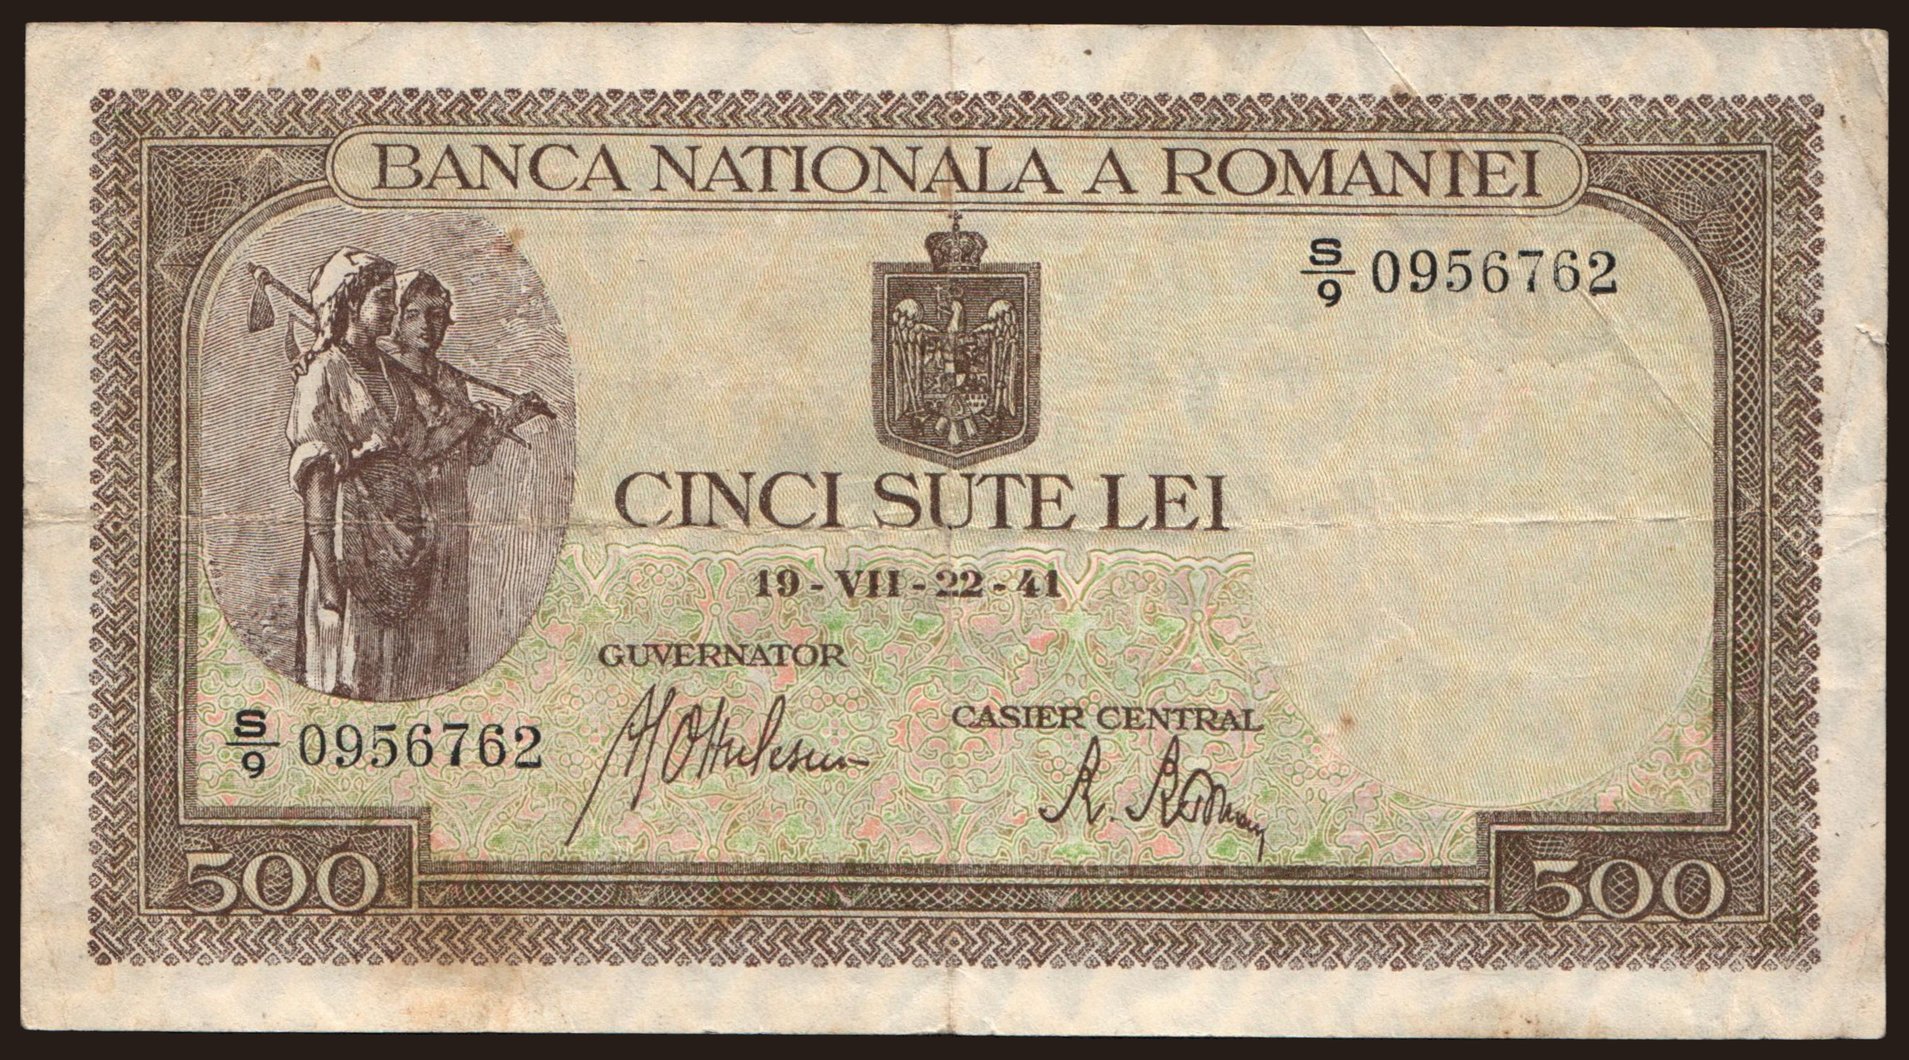 BANCA NATIONALA A ROMANIEI
S/9 0956762
CINCI SUTE LEI
19-VII-22-41
GUVERNATOR
CASIER CENTRAL
S/9 0956762
500
500